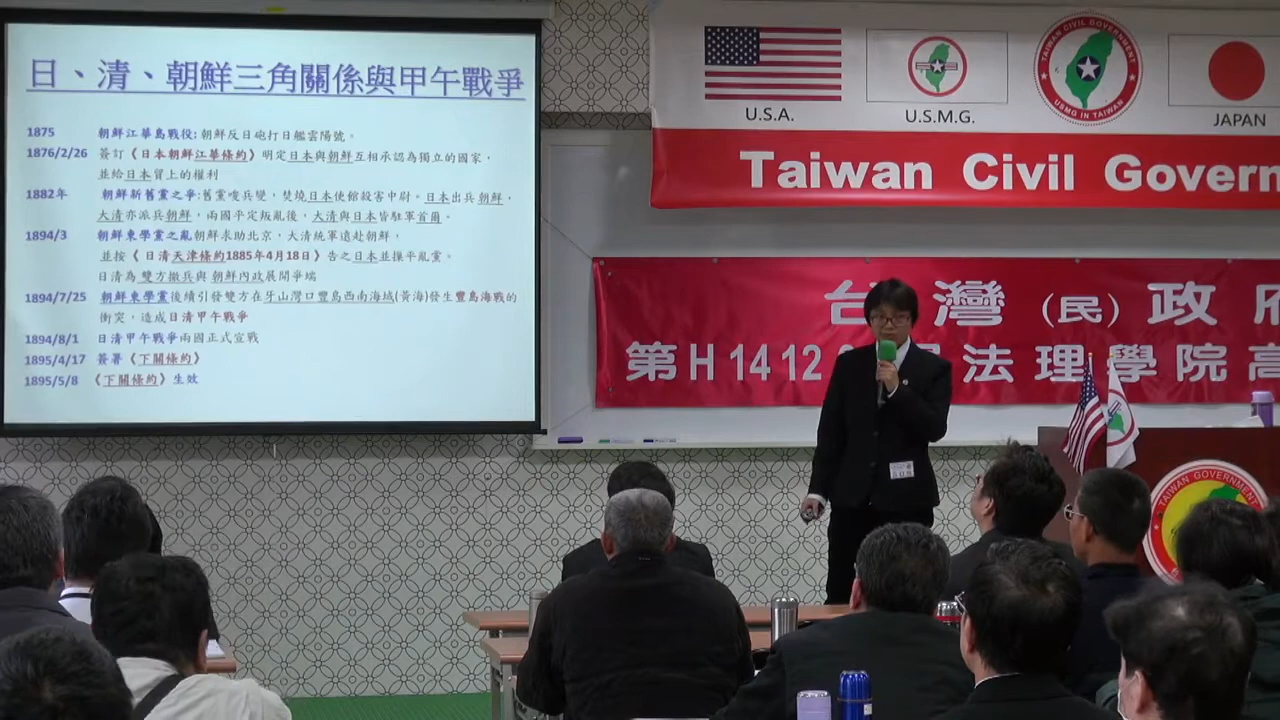 日、清、朝鮮三角關係與甲午戰爭
1875 朝鮮江華島戰役:朝鮮反日砲打日艦雲陽號。
1876/2/26 簽訂《日本朝鮮江華條約》明定日本與朝鮮互相承認為獨立的國家，
並給日本貿上的權利
1882年 朝鮮新舊黨之爭:舊黨唆兵變，焚燒日本使館殺害中尉。日本出兵朝鮮，
大清亦派兵朝鮮，兩國平定叛亂後，大清與日本皆駐軍首爾。
1894/3 朝鮮東學黨之亂朝鮮求助北京，大清統軍遠赴朝鮮，
並按《日清天津條約1885年4月18日》告之日本並操平亂黨。
日清為 雙方撤兵與 朝鮮內政展開爭端
1894/7/25 朝鮮東學黨後續引發雙方在牙山灣口豐島西南海域(黃海)發生豐島海戰的
衝突，造成日清甲午戰爭
1894/8/1 日清甲午戰爭兩國正式宣戰
1895/4/17 簽署《下關條約》
1895/5/8 《下關條約》生效
U.S.A.
U.S.M.G.
TAIWAN CIVIL GOVERNMENT
USMG IN TAIWAN
JAPAN
Taiwan Civil Govern
台灣(民)政府
第H1412 法理學院高
TAIWAN GOVERNMENT